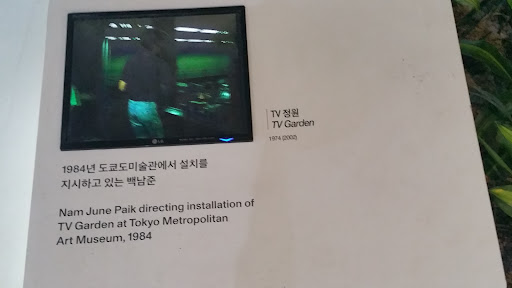 LG
TV 정원
TV Garden
1974 (2002)
1984년 도쿄도미술관에서 설치를
지시하고 있는 백남준
Nam June Paik directing installation of
TV Garden at Tokyo Metropolitan
Art Museum, 1984